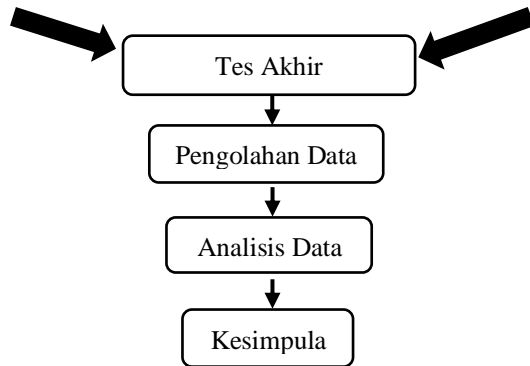 Tes Akhir
Pengolahan Data
Analisis Data
Kesimpula